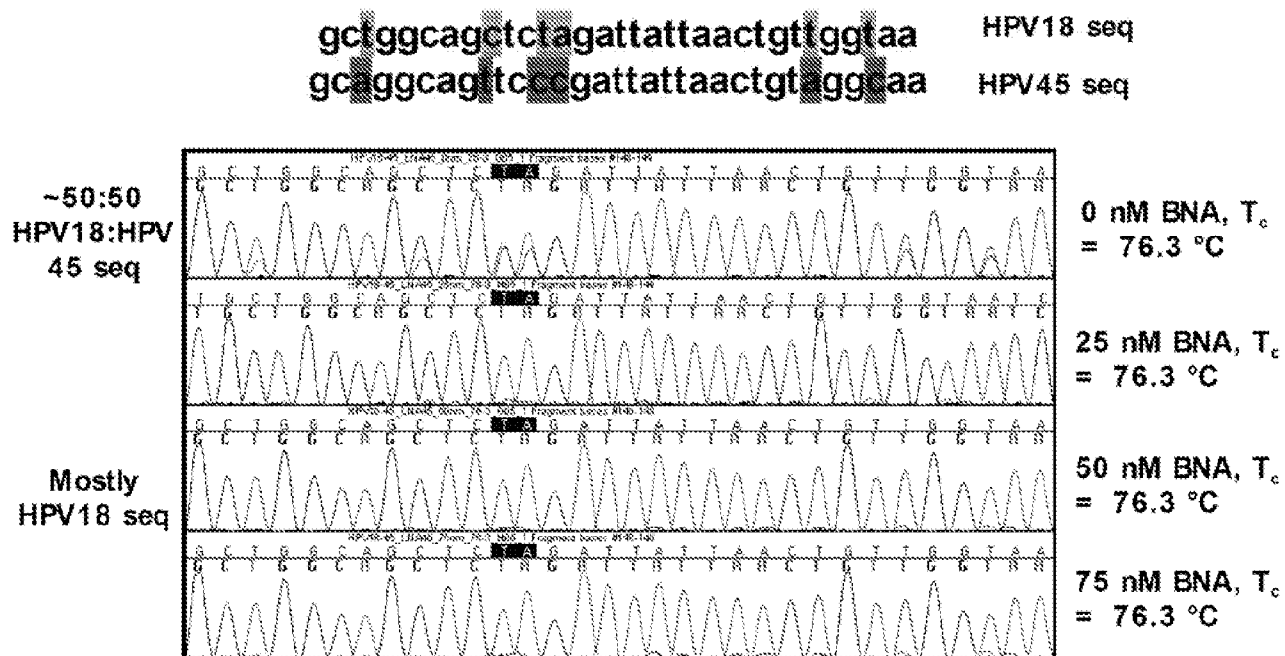 gctggcagctctagattattaactgttggtaa HPV18 seq
gcaggcagttcccgattattaactgtaggcaa HPV45 seq
~50:50
HPV18:HPV
45 seq
G C T G G C A G C T C T A G A T T A T T A A C T G T T G G T A A
0 nM BNA, Tc
= 76.3 °C
T G C T G G C A G C T C T A G A T T A T T A A C T G T T G G T A A T C
25 nM BNA, Tc
= 76.3 °C
Mostly
HPV18 seq
G C T G G C A G C T C T A G A T T A T T A A C T G T T G G T A A
50 nM BNA, Tc
= 76.3 °C
G C T G G C A G C T C T A G A T T A T T A A C T G T T G G T A A
75 nM BNA, Tc
= 76.3 °C